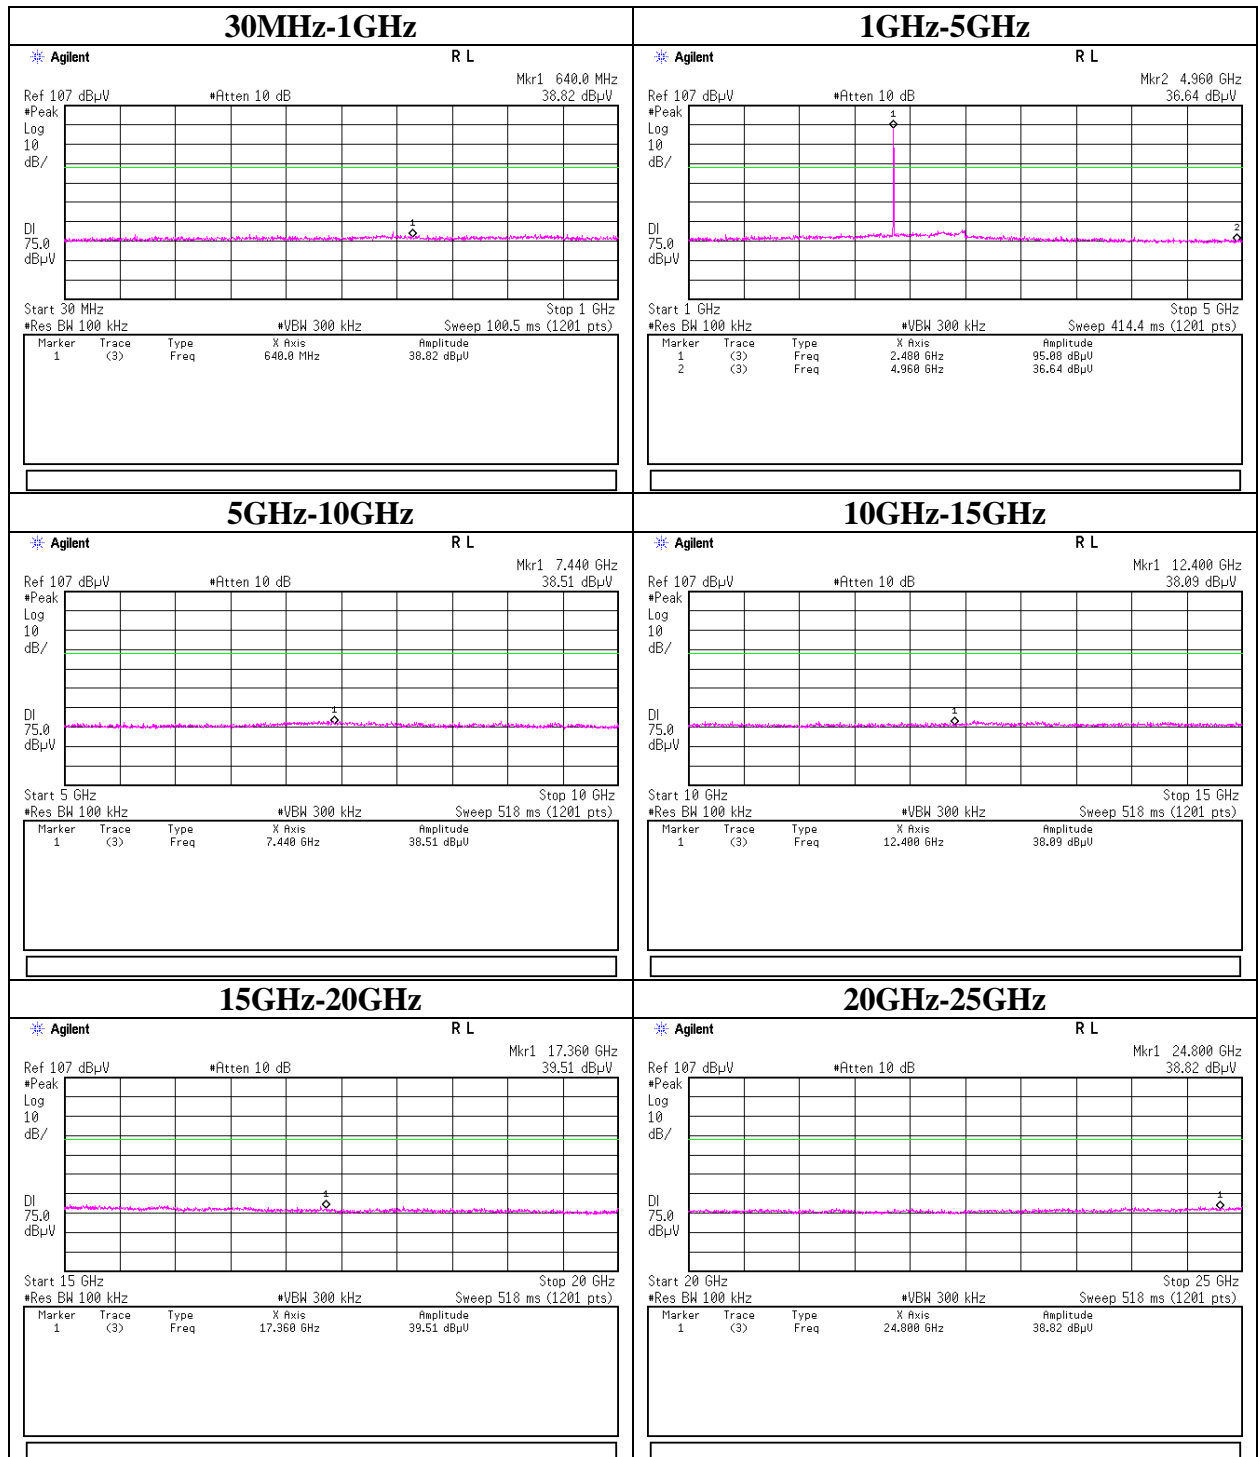 30MHz-1GHz
Agilent R L
Mkr1 640.0 MHz
Ref 107 dBµV #Atten 10 dB 38.82 dBµV
#Peak
Log
10
dB/
1
DI
75.0
dBµV
Start 30 MHz Stop 1 GHz
#Res BW 100 kHz #VBW 300 kHz Sweep 100.5 ms (1201 pts)
Marker Trace Type X Axis Amplitude
1 (3) Freq 640.0 MHz 38.82 dBµV
1GHz-5GHz
Agilent R L
Mkr2 4.960 GHz
Ref 107 dBµV #Atten 10 dB 36.64 dBµV
#Peak
Log
10
dB/
1
2
DI
75.0
dBµV
Start 1 GHz Stop 5 GHz
#Res BW 100 kHz #VBW 300 kHz Sweep 414.4 ms (1201 pts)
Marker Trace Type X Axis Amplitude
1 (3) Freq 2.480 GHz 95.08 dBµV
2 (3) Freq 4.960 GHz 36.64 dBµV
5GHz-10GHz
Agilent R L
Mkr1 7.440 GHz
Ref 107 dBµV #Atten 10 dB 38.51 dBµV
#Peak
Log
10
dB/
1
DI
75.0
dBµV
Start 5 GHz Stop 10 GHz
#Res BW 100 kHz #VBW 300 kHz Sweep 518 ms (1201 pts)
Marker Trace Type X Axis Amplitude
1 (3) Freq 7.440 GHz 38.51 dBµV
10GHz-15GHz
Agilent R L
Mkr1 12.400 GHz
Ref 107 dBµV #Atten 10 dB 38.09 dBµV
#Peak
Log
10
dB/
1
DI
75.0
dBµV
Start 10 GHz Stop 15 GHz
#Res BW 100 kHz #VBW 300 kHz Sweep 518 ms (1201 pts)
Marker Trace Type X Axis Amplitude
1 (3) Freq 12.400 GHz 38.09 dBµV
15GHz-20GHz
Agilent R L
Mkr1 17.360 GHz
Ref 107 dBµV #Atten 10 dB 39.51 dBµV
#Peak
Log
10
dB/
1
DI
75.0
dBµV
Start 15 GHz Stop 20 GHz
#Res BW 100 kHz #VBW 300 kHz Sweep 518 ms (1201 pts)
Marker Trace Type X Axis Amplitude
1 (3) Freq 17.360 GHz 39.51 dBµV
20GHz-25GHz
Agilent R L
Mkr1 24.800 GHz
Ref 107 dBµV #Atten 10 dB 38.82 dBµV
#Peak
Log
10
dB/
1
DI
75.0
dBµV
Start 20 GHz Stop 25 GHz
#Res BW 100 kHz #VBW 300 kHz Sweep 518 ms (1201 pts)
Marker Trace Type X Axis Amplitude
1 (3) Freq 24.800 GHz 38.82 dBµV